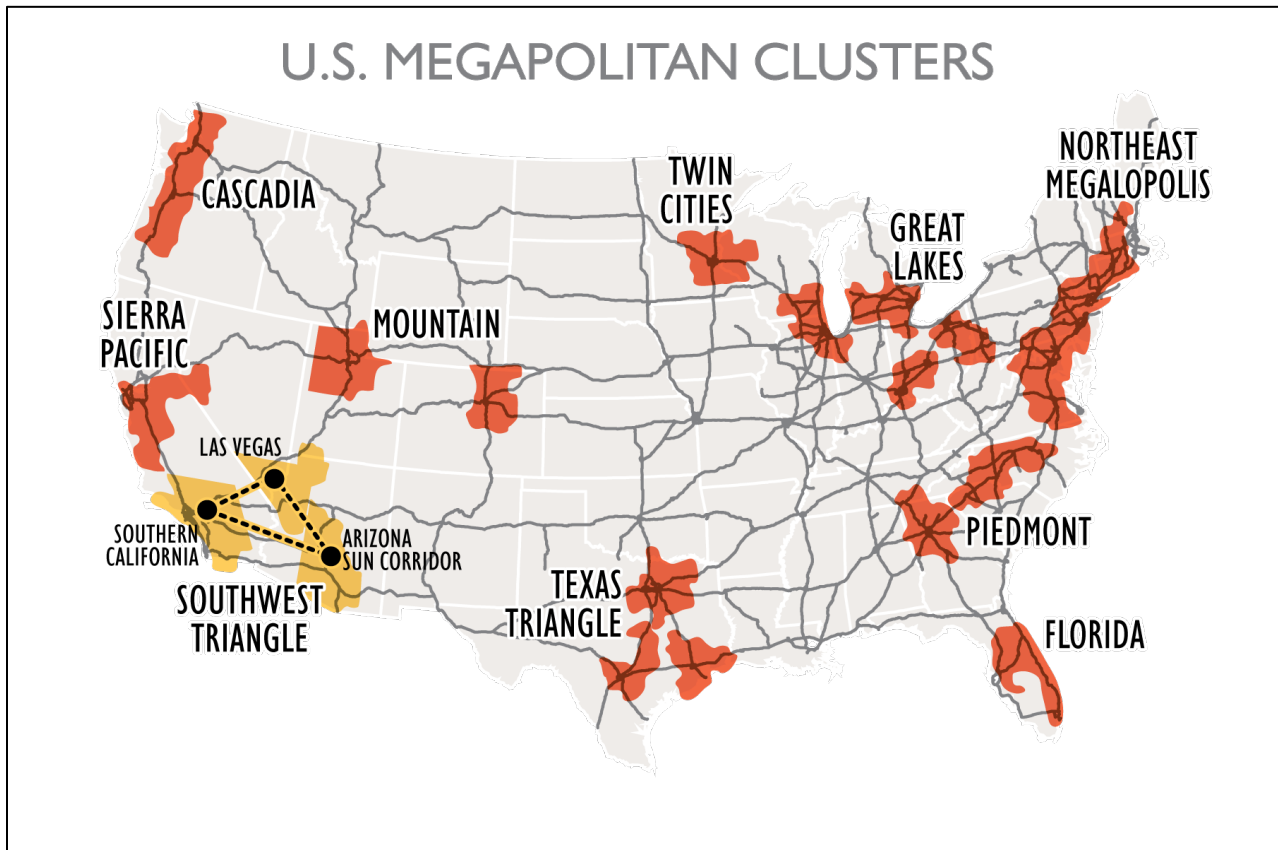 U.S. MEGAPOLITAN CLUSTERS
NORTHEAST
MEGALOPOLIS
TWIN
CITIES
CASCADIA
GREAT
LAKES
SIERRA
PACIFIC
MOUNTAIN
LAS VEGAS
SOUTHERN
CALIFORNIA
ARIZONA
SUN CORRIDOR
PIEDMONT
SOUTHWEST
TRIANGLE
TEXAS
TRIANGLE
FLORIDA